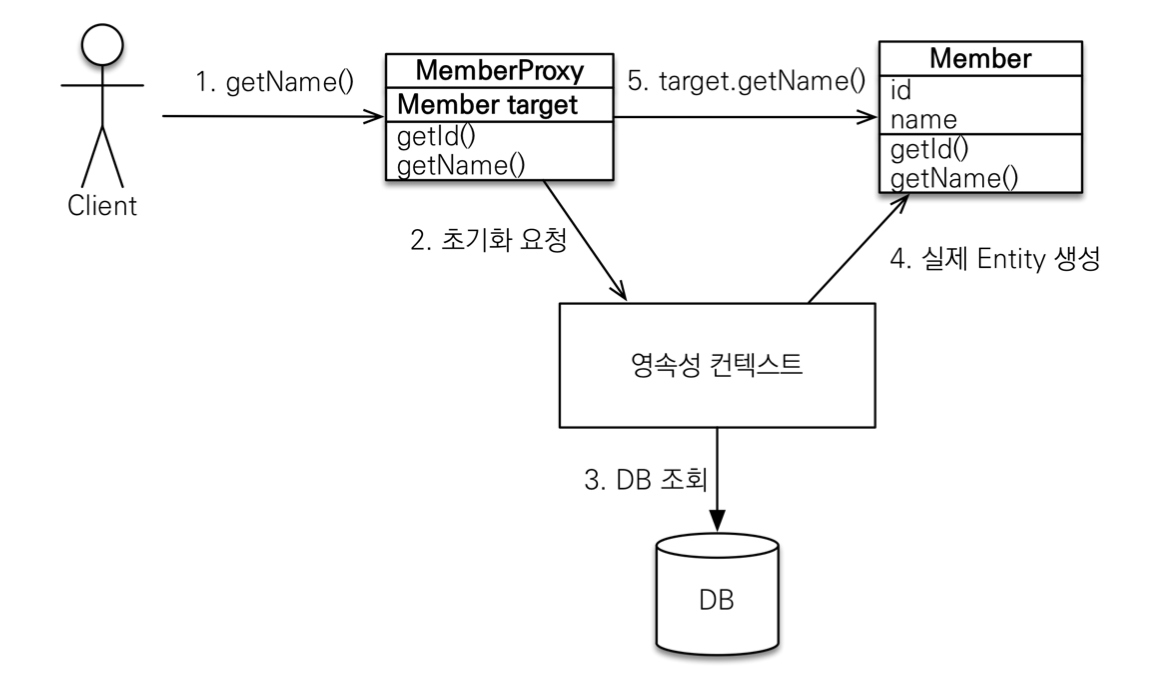 Client
1. getName()
MemberProxy
Member target
getId()
getName()
5. target.getName()
Member
id
name
getId()
getName()
2. 초기화 요청
4. 실제 Entity 생성
영속성 컨텍스트
3. DB 조회
DB